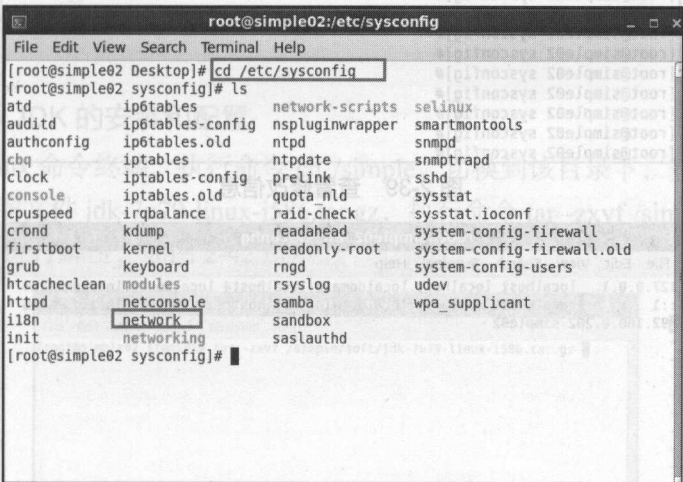 root@simple02:/etc/sysconfig
File Edit View Search Terminal Help
[root@simple02 Desktop]# cd /etc/sysconfig
[root@simple02 sysconfig]# ls
atd ip6tables network-scripts selinux
auditd ip6tables-config nspluginwrapper smartmontools
authconfig ip6tables.old ntpd snmpd
cbq iptables ntpdate snmptrapd
clock iptables-config prelink sshd
console iptables.old quota_nld sysstat
cpuspeed irqbalance raid-check sysstat.ioconf
crond kdump readahead system-config-firewall
firstboot kernel readonly-root system-config-firewall.old
grub keyboard rngd system-config-users
htcacheclean modules rsyslog udev
httpd netconsole samba wpa_supplicant
i18n network sandbox
init networking saslauthd
[root@simple02 sysconfig]#